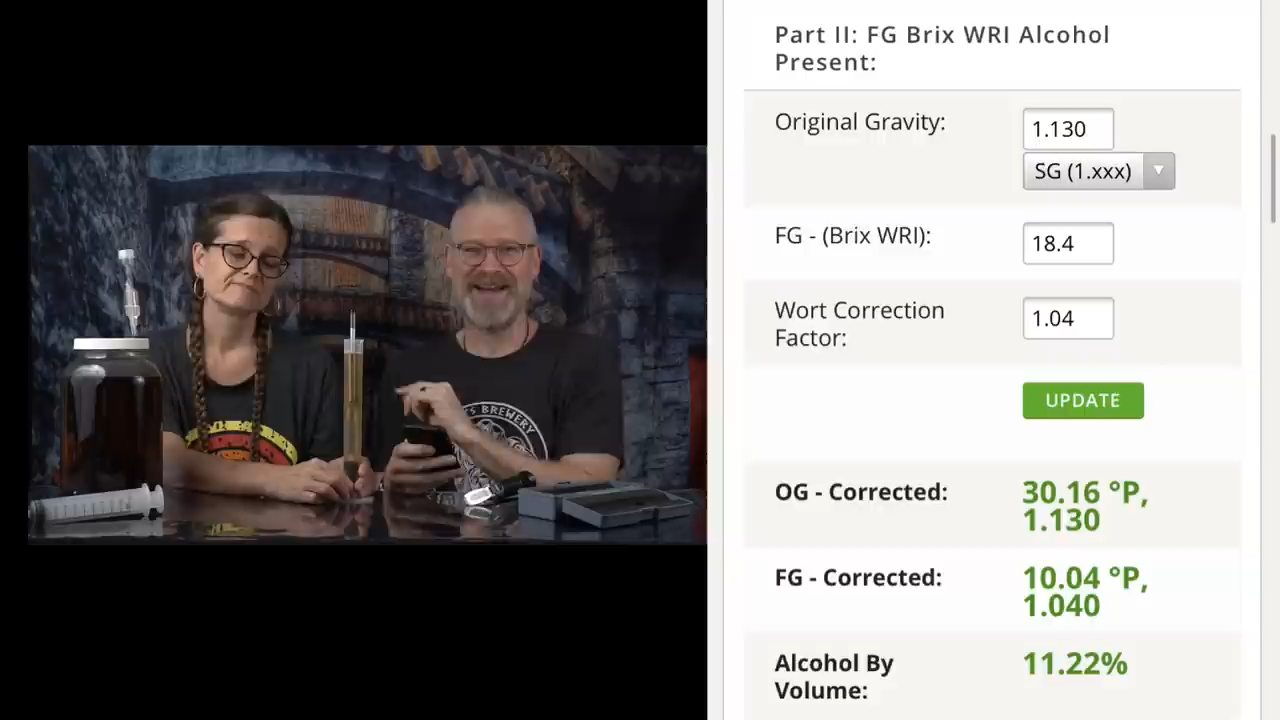 Part II: FG Brix WRI Alcohol
Present:
Original Gravity:
1.130
SG (1.xxx)
FG - (Brix WRI):
18.4
Wort Correction
Factor:
1.04
UPDATE
OG - Corrected:
30.16 °P,
1.130
FG - Corrected:
10.04 °P,
1.040
Alcohol By
Volume:
11.22%
S BREWERY